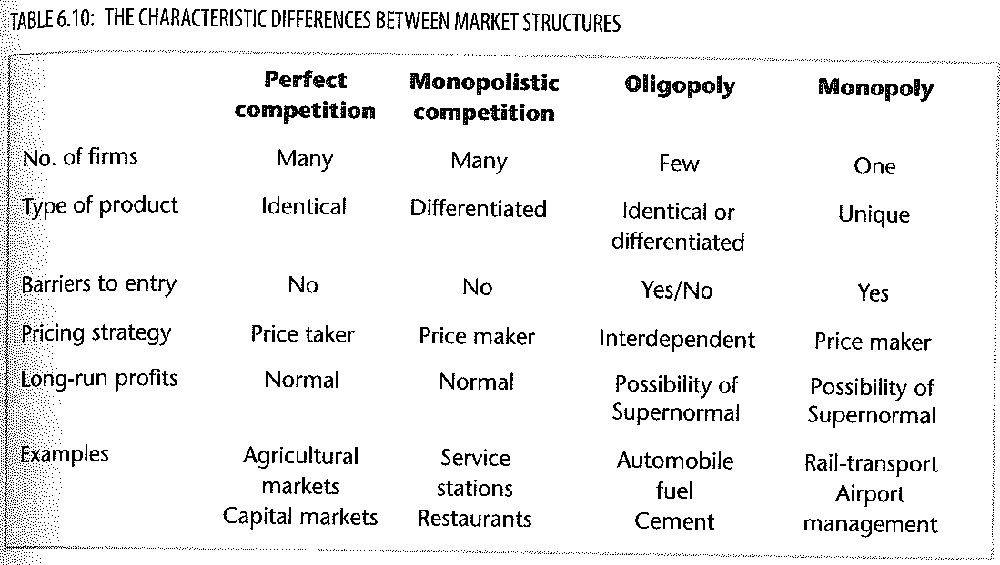 TABLE 6.10: THE CHARACTERISTIC DIFFERENCES BETWEEN MARKET STRUCTURES
Perfect competition Monopolistic competition Oligopoly Monopoly
No. of firms Many Many Few One
Type of product Identical Differentiated Identical or differentiated Unique
Barriers to entry No No Yes/No Yes
Pricing strategy Price taker Price maker Interdependent Price maker
Long-run profits Normal Normal Possibility of Supernormal Possibility of Supernormal
Examples Agricultural markets Capital markets Service stations Restaurants Automobile fuel Cement Rail-transport Airport management